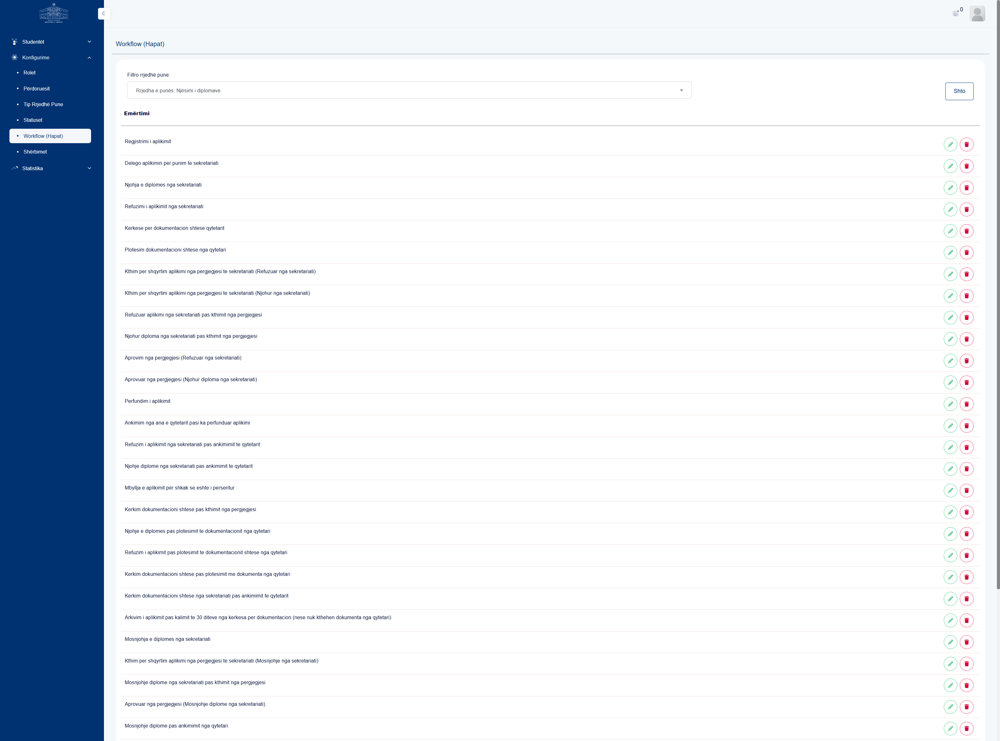 0
Studentët
Konfigurime
Rolet
Përdoruesit
Tip Rrjedhë Pune
Statuset
Workflow (Hapat)
Shërbimet
Statistika
Workflow (Hapat)
Filtro rrjedhë pune:
Rrjedha e punës: Njësimi i diplomave
Shto
Emërtimi
Regjistrimi i aplikimit
Delego aplikimin per punim te sekretariati
Njohja e diplomes nga sekretariati
Refuzimi i aplikimit nga sekretariati
Kerkese per dokumentacion shtese qytetarit
Plotesim dokumentacioni shtese nga qytetari
Kthim per shqyrtim aplikimi nga pergjegjesi te sekretariati (Refuzuar nga sekretariati)
Kthim per shqyrtim aplikimi nga pergjegjesi te sekretariati (Njohur nga sekretariati)
Refuzuar aplikimi nga sekretariati pas kthimit nga pergjegjesi
Njohur diploma nga sekretariati pas kthimit nga pergjegjesi
Aprovim nga pergjegjesi (Refuzuar nga sekretariati)
Aprovuar nga pergjegjesi (Njohur diploma nga sekretariati)
Perfundim i aplikimit
Ankimim nga ana e qytetarit pasi ka perfunduar aplikimi
Refuzim i aplikimit nga sekretariati pas ankimimit te qytetarit
Njohje diplome nga sekretariati pas ankimimit te qytetarit
Mbyllja e aplikimit per shkak se eshte i perseritur
Kerkim dokumentacioni shtese pas kthimit nga pergjegjesi
Njohje e diplomes pas plotesimit te dokumentacionit nga qytetari
Refuzim i aplikimit pas plotesimit te dokumentacionit shtese nga qytetari
Kerkim dokumentacioni shtese pas plotesimit me dokumenta nga qytetari
Kerkim dokumentacioni shtese nga sekretariati pas ankimimit te qytetarit
Arkivim i aplikimit pas kalimit te 30 diteve nga kerkesa per dokumentacion (nese nuk kthehen dokumenta nga qytetari)
Mosnjohja e diplomes nga sekretariati
Kthim per shqyrtim aplikimi nga pergjegjesi te sekretariati (Mosnjohje nga sekretariati)
Mosnjohje diplome nga sekretariati pas kthimit nga pergjegjesi
Aprovuar nga pergjegjesi (Mosnjohje diplome nga sekretariati)
Mosnjohje diplome pas ankimimit nga qytetari